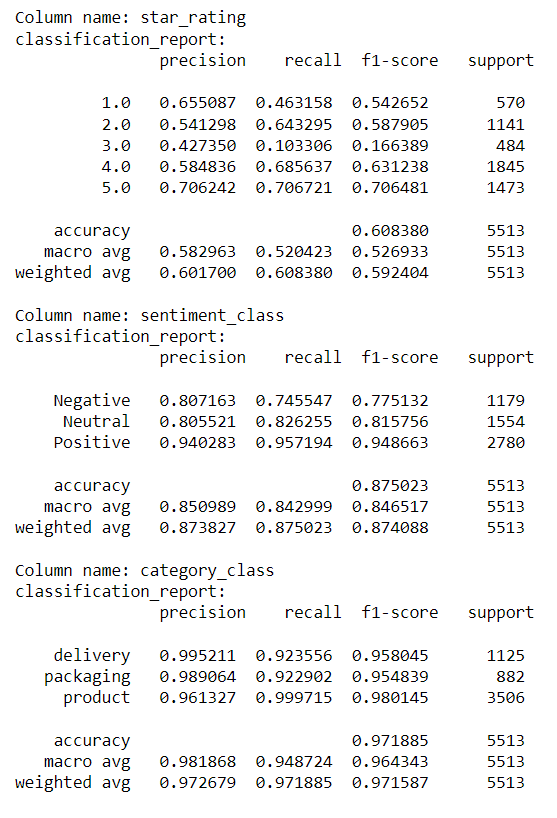 Column name: star_rating
classification_report:
precision recall f1-score support
1.0 0.655087 0.463158 0.542652 570
2.0 0.541298 0.643295 0.587905 1141
3.0 0.427350 0.103306 0.166389 484
4.0 0.584836 0.685637 0.631238 1845
5.0 0.706242 0.706721 0.706481 1473
accuracy 0.608380 5513
macro avg 0.582963 0.520423 0.526933 5513
weighted avg 0.601700 0.608380 0.592404 5513
Column name: sentiment_class
classification_report:
precision recall f1-score support
Negative 0.807163 0.745547 0.775132 1179
Neutral 0.805521 0.826255 0.815756 1554
Positive 0.940283 0.957194 0.948663 2780
accuracy 0.875023 5513
macro avg 0.850989 0.842999 0.846517 5513
weighted avg 0.873827 0.875023 0.874088 5513
Column name: category_class
classification_report:
precision recall f1-score support
delivery 0.995211 0.923556 0.958045 1125
packaging 0.989064 0.922902 0.954839 882
product 0.961327 0.999715 0.980145 3506
accuracy 0.971885 5513
macro avg 0.981868 0.948724 0.964343 5513
weighted avg 0.972679 0.971885 0.971587 5513